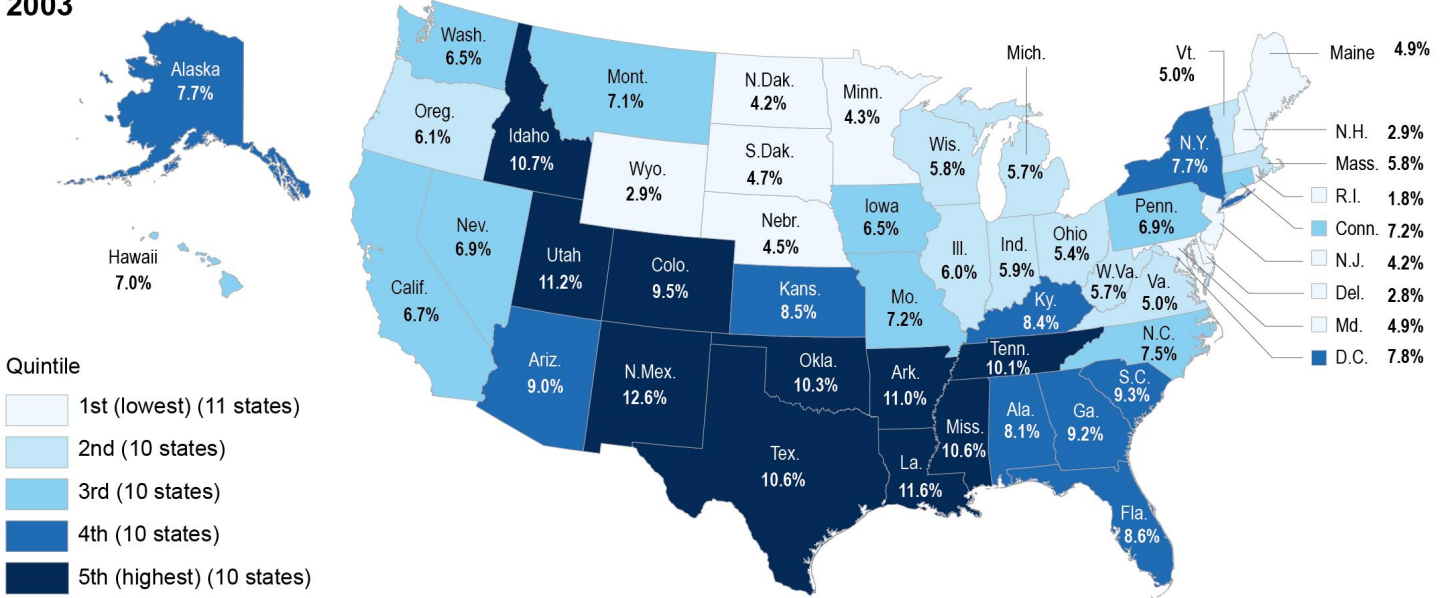 2003
Alaska
7.7%
Hawaii
7.0%
Wash.
6.5%
Oreg.
6.1%
Calif.
6.7%
Nev.
6.9%
Idaho
10.7%
Mont.
7.1%
Wyo.
2.9%
Utah
11.2%
Colo.
9.5%
Ariz.
9.0%
N.Mex.
12.6%
N.Dak.
4.2%
S.Dak.
4.7%
Nebr.
4.5%
Kans.
8.5%
Okla.
10.3%
Tex.
10.6%
Minn.
4.3%
Iowa
6.5%
Mo.
7.2%
Ark.
11.0%
La.
11.6%
Wis.
5.8%
Ill.
6.0%
Mich.
5.7%
Ind.
5.9%
Ohio
5.4%
Ky.
8.4%
Tenn.
10.1%
Miss.
10.6%
Ala.
8.1%
Ga.
9.2%
Fla.
8.6%
S.C.
9.3%
N.C.
7.5%
Va.
5.0%
W.Va.
5.7%
Penn.
6.9%
N.Y.
7.7%
Vt.
5.0%
Maine 4.9%
N.H. 2.9%
Mass. 5.8%
R.I. 1.8%
Conn. 7.2%
N.J. 4.2%
Del. 2.8%
Md. 4.9%
D.C. 7.8%
Quintile
1st (lowest) (11 states)
2nd (10 states)
3rd (10 states)
4th (10 states)
5th (highest) (10 states)